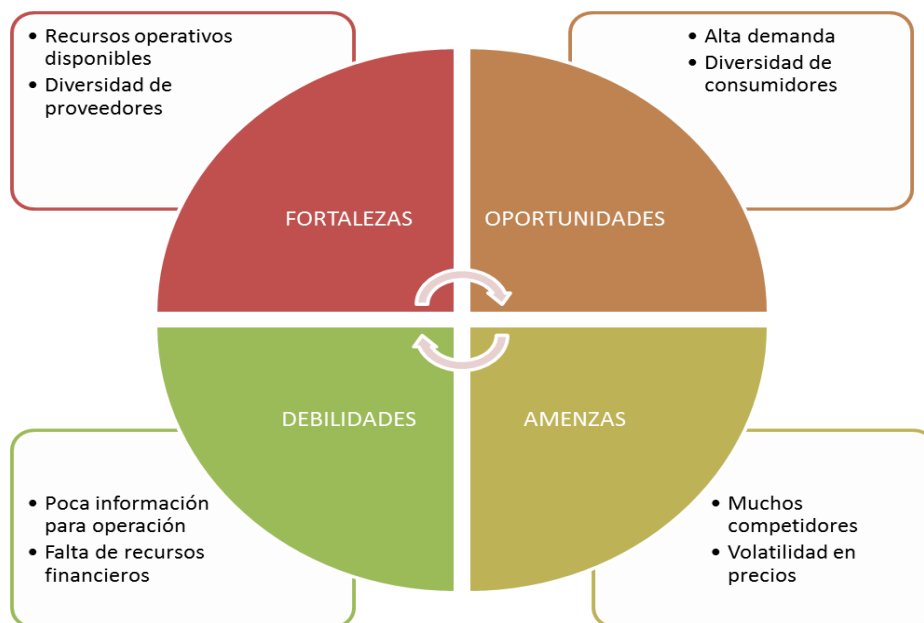 • Recursos operativos
disponibles
• Diversidad de
proveedores
• Alta demanda
• Diversidad de
consumidores
FORTALEZAS
OPORTUNIDADES
DEBILIDADES
AMENZAS
• Poca información
para operación
• Falta de recursos
financieros
• Muchos
competidores
• Volatilidad en
precios